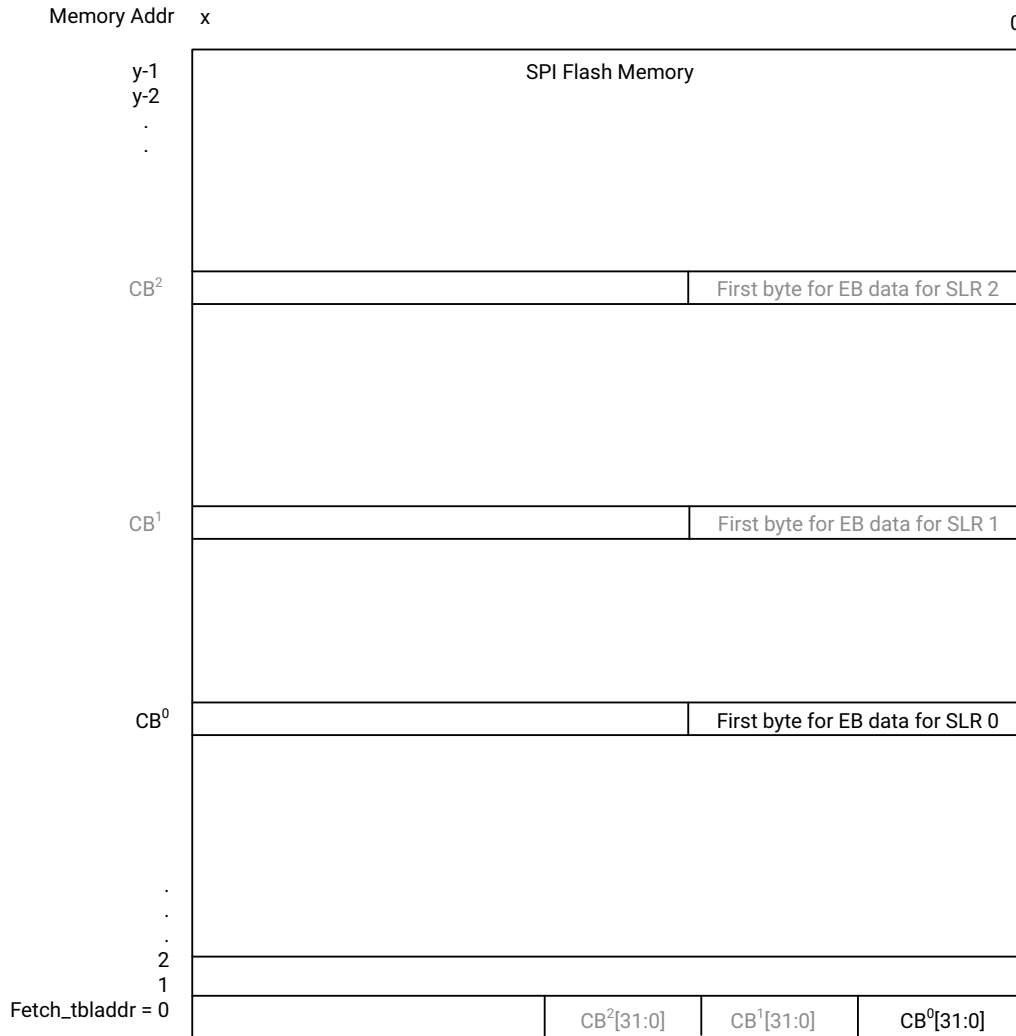 Memory Addr x 0
y-1 SPI Flash Memory
y-2
.
.
CB² First byte for EB data for SLR 2
CB¹ First byte for EB data for SLR 1
CB⁰ First byte for EB data for SLR 0
.
.
.
2
1
Fetch_tbladdr = 0 CB²[31:0] CB¹[31:0] CB⁰[31:0]